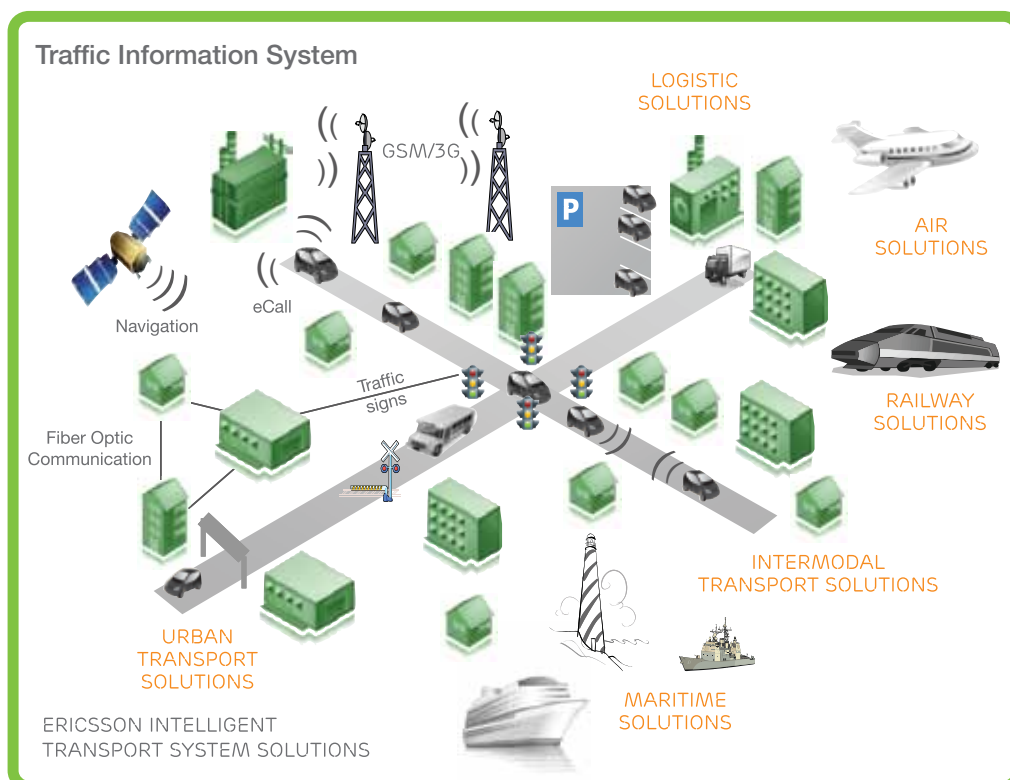 Traffic Information System
LOGISTIC
SOLUTIONS
GSM/3G
P
AIR
SOLUTIONS
eCall
Navigation
Traffic
signs
RAILWAY
SOLUTIONS
Fiber Optic
Communication
INTERMODAL
TRANSPORT SOLUTIONS
URBAN
TRANSPORT
SOLUTIONS
MARITIME
SOLUTIONS
ERICSSON INTELLIGENT
TRANSPORT SYSTEM SOLUTIONS